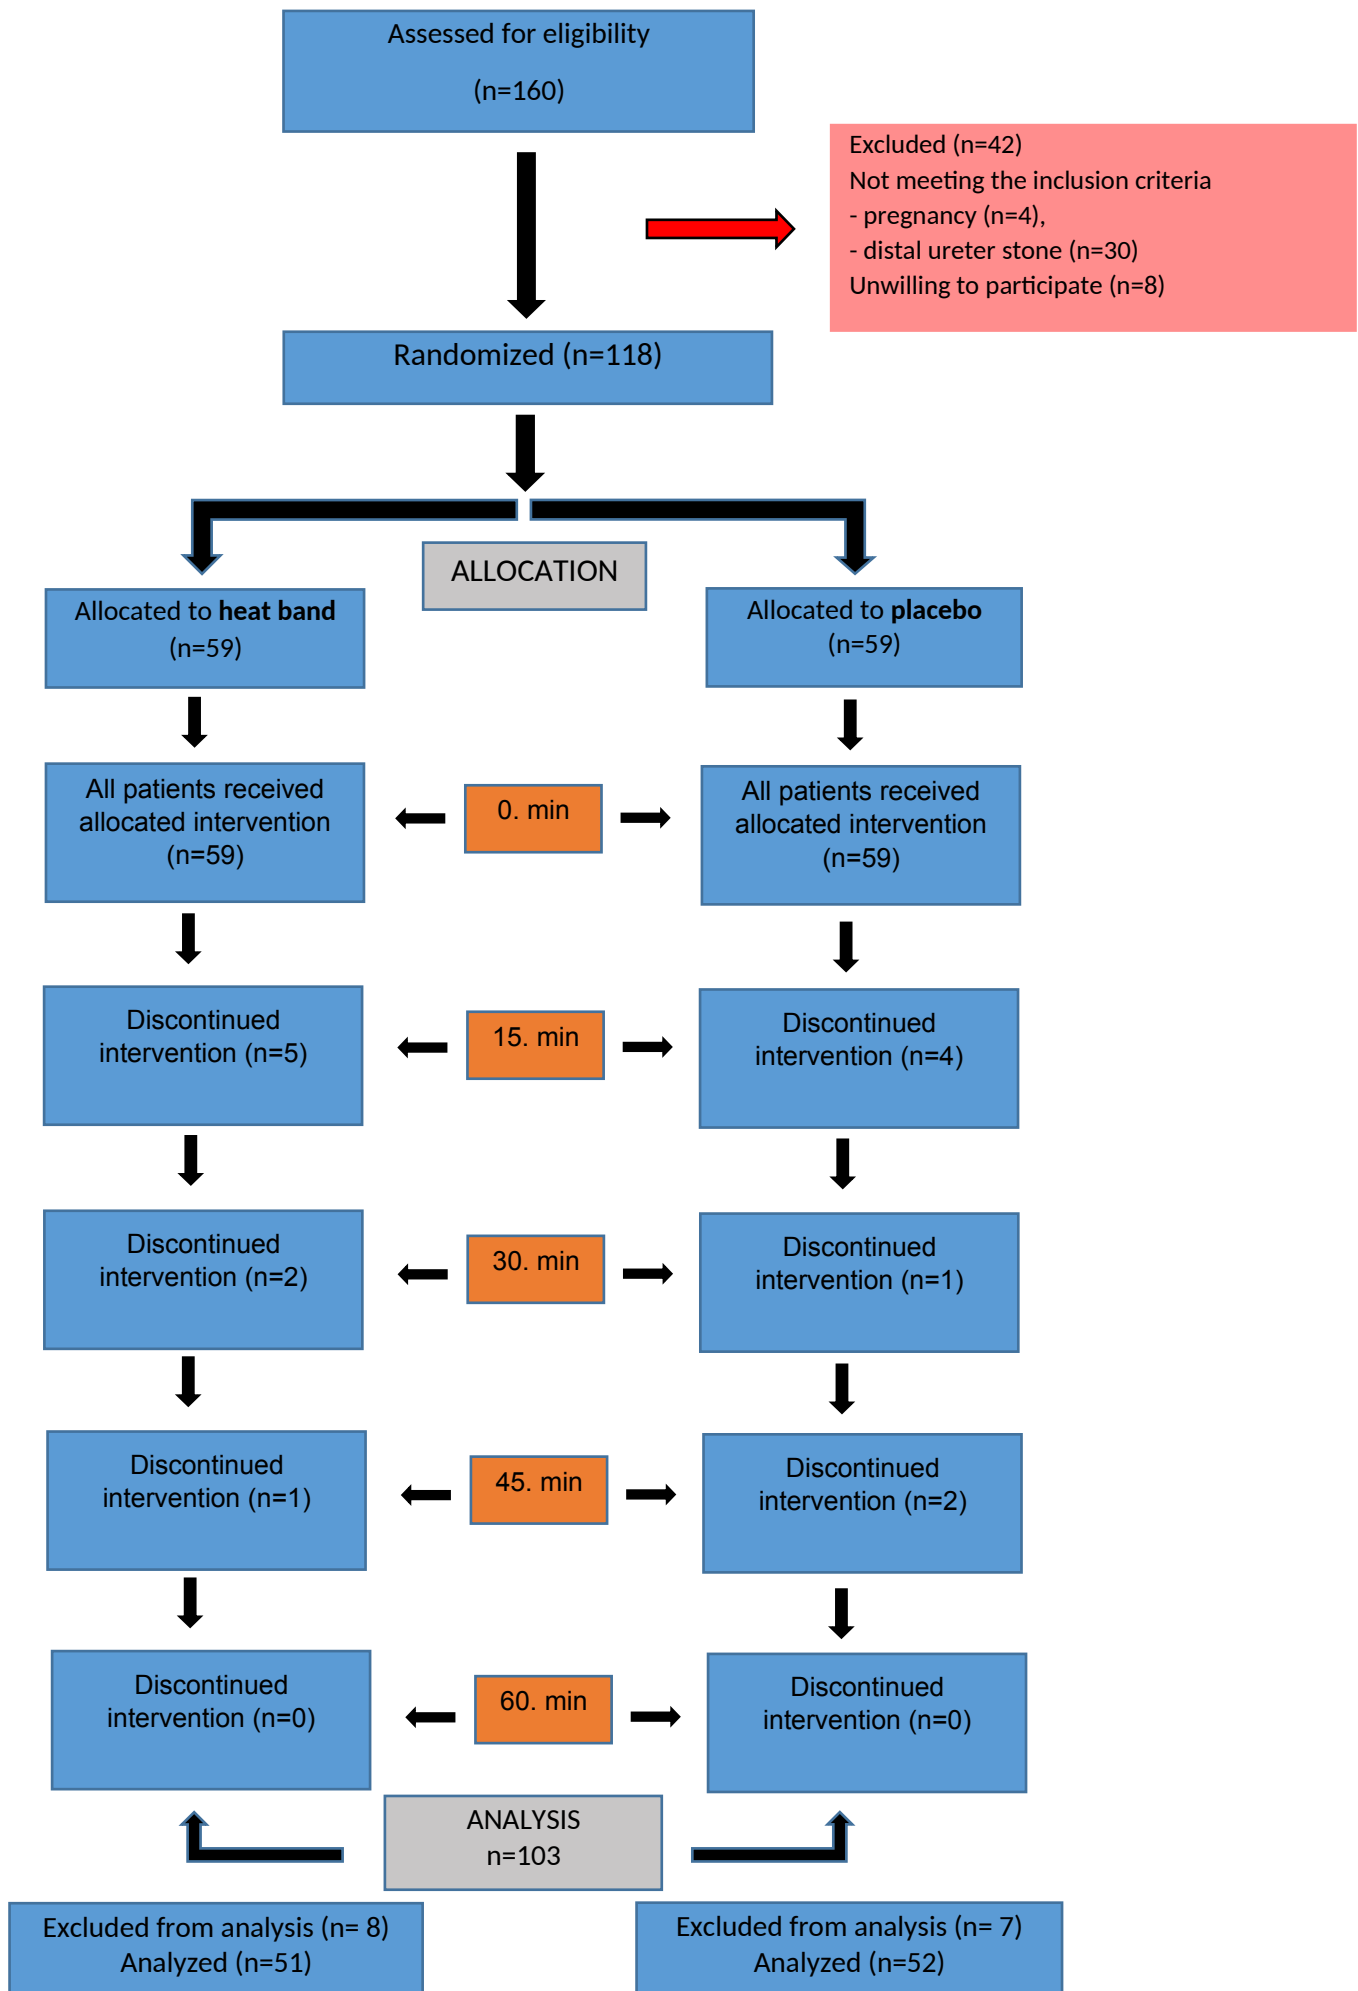 Assessed for eligibility
(n=160)
Excluded (n=42)
Not meeting the inclusion criteria
- pregnancy (n=4),
- distal ureter stone (n=30)
Unwilling to participate (n=8)
Randomized (n=118)
ALLOCATION
Allocated to heat band
(n=59)
Allocated to placebo
(n=59)
All patients received
allocated intervention
(n=59)
0. min
All patients received
allocated intervention
(n=59)
Discontinued
intervention (n=5)
15. min
Discontinued
intervention (n=4)
Discontinued
intervention (n=2)
30. min
Discontinued
intervention (n=1)
Discontinued
intervention (n=1)
45. min
Discontinued
intervention (n=2)
Discontinued
intervention (n=0)
60. min
Discontinued
intervention (n=0)
ANALYSIS
n=103
Excluded from analysis (n= 8)
Analyzed (n=51)
Excluded from analysis (n= 7)
Analyzed (n=52)